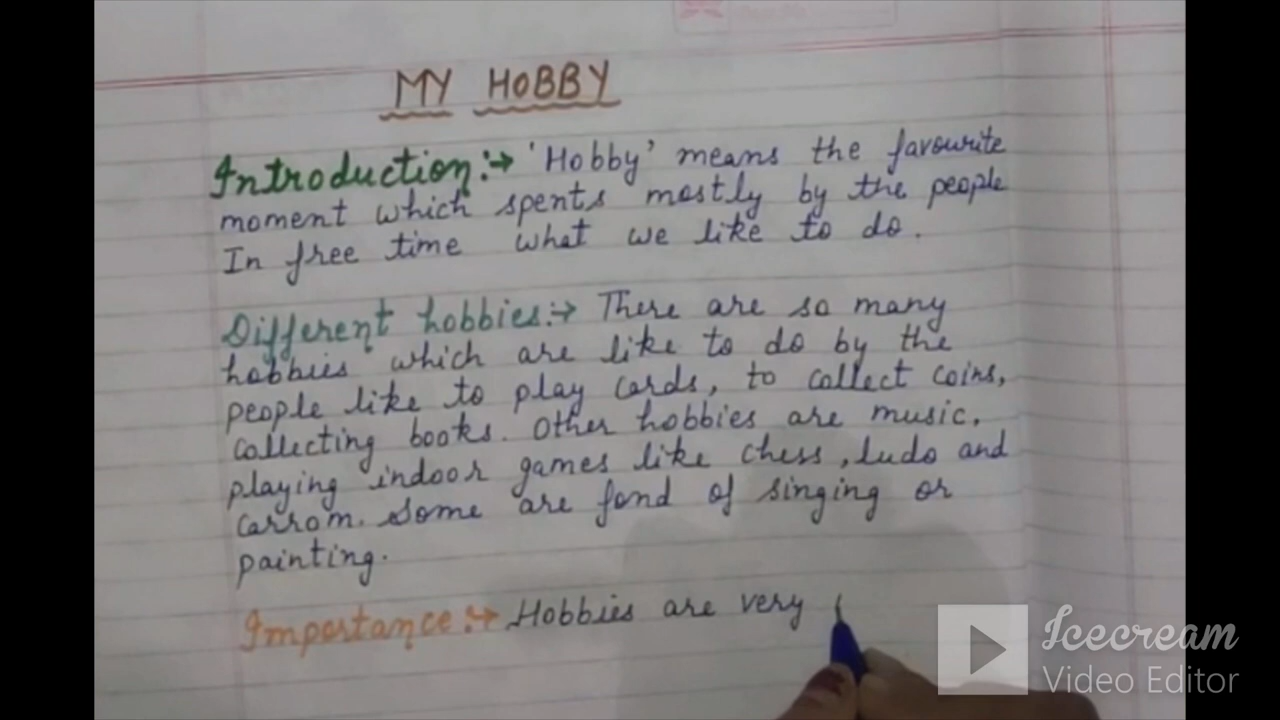 MY HOBBY
Introduction:→ 'Hobby' means the favourite
moment which spents mostly by the people
In free time what we like to do.
Different hobbies:→ There are so many
hobbies which are like to do by the
people like to play cards, to collect coins,
collecting books. Other hobbies are music.
playing indoor games like chess, ludo and
carrom. Some are fond of singing or
painting.
Importance:→ Hobbies are very
Icecream
Video Editor